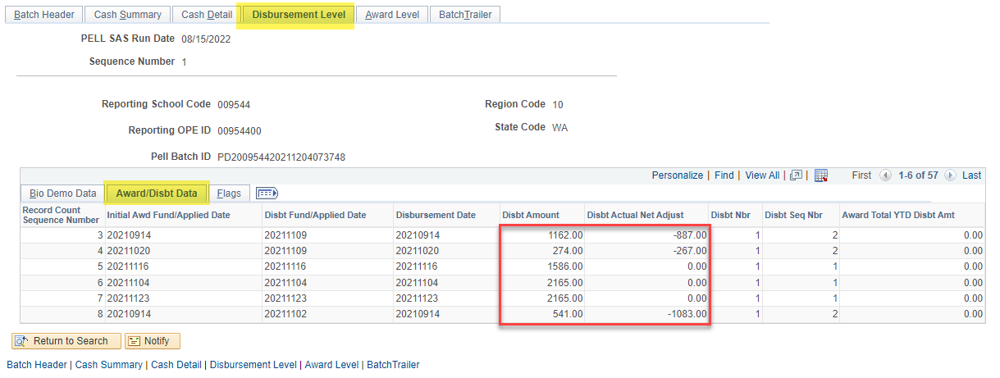 Batch Header Cash Summary Cash Detail Disbursement Level Award Level BatchTrailer
PELL SAS Run Date 08/15/2022
Sequence Number 1
Reporting School Code 009544 Region Code 10
Reporting OPE ID 00954400 State Code WA
Pell Batch ID PD200954420211204073748
Personalize | Find | View All | | First 1-6 of 57 Last
Bio Demo Data Award/Disbt Data Flags
Record Count Sequence Number Initial Awd Fund/Applied Date Disbt Fund/Applied Date Disbursement Date Disbt Amount Disbt Actual Net Adjust Disbt Nbr Disbt Seq Nbr Award Total YTD Disbt Amt
3 20210914 20211109 20210914 1162.00 -887.00 1 2 0.00
4 20211020 20211109 20211020 274.00 -267.00 1 2 0.00
5 20211116 20211116 20211116 1586.00 0.00 1 1 0.00
6 20211104 20211104 20211104 2165.00 0.00 1 1 0.00
7 20211123 20211123 20211123 2165.00 0.00 1 1 0.00
8 20210914 20211102 20210914 541.00 -1083.00 1 2 0.00
Return to Search Notify
Batch Header | Cash Summary | Cash Detail | Disbursement Level | Award Level | BatchTrailer